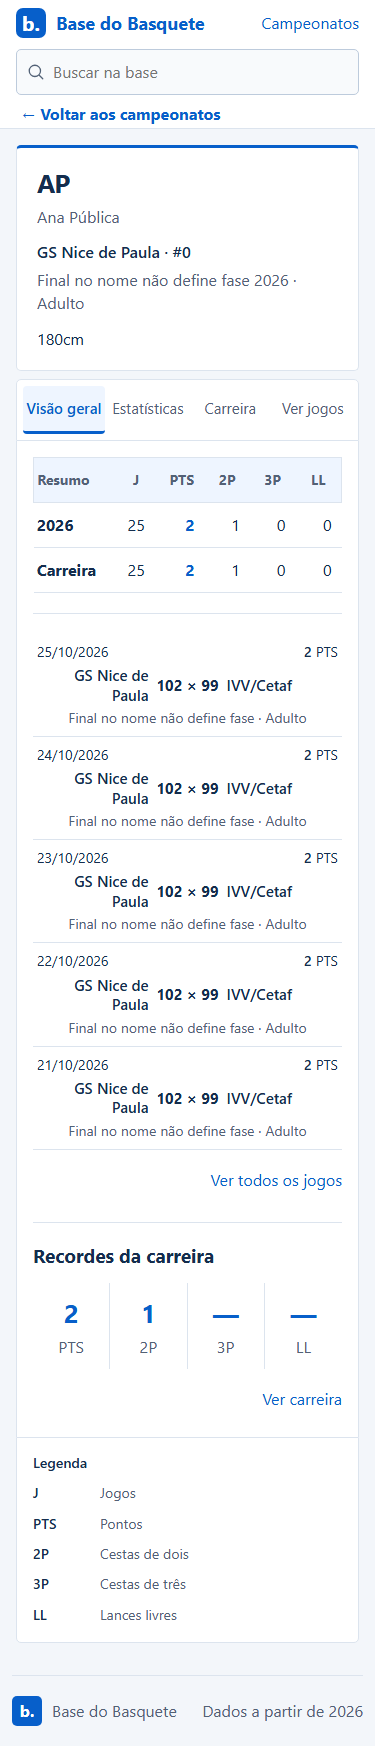 b. Base do Basquete Campeonatos
Buscar na base
← Voltar aos campeonatos
AP
Ana Pública
GS Nice de Paula · #0
Final no nome não define fase 2026 ·
Adulto
180cm
Visão geral Estatísticas Carreira Ver jogos
Resumo J PTS 2P 3P LL
2026 25 2 1 0 0
Carreira 25 2 1 0 0
25/10/2026 2 PTS
GS Nice de
Paula 102 × 99 IVV/Cetaf
Final no nome não define fase · Adulto
24/10/2026 2 PTS
GS Nice de
Paula 102 × 99 IVV/Cetaf
Final no nome não define fase · Adulto
23/10/2026 2 PTS
GS Nice de
Paula 102 × 99 IVV/Cetaf
Final no nome não define fase · Adulto
22/10/2026 2 PTS
GS Nice de
Paula 102 × 99 IVV/Cetaf
Final no nome não define fase · Adulto
21/10/2026 2 PTS
GS Nice de
Paula 102 × 99 IVV/Cetaf
Final no nome não define fase · Adulto
Ver todos os jogos
Recordes da carreira
2 1 — —
PTS 2P 3P LL
Ver carreira
Legenda
J Jogos
PTS Pontos
2P Cestas de dois
3P Cestas de três
LL Lances livres
b. Base do Basquete Dados a partir de 2026